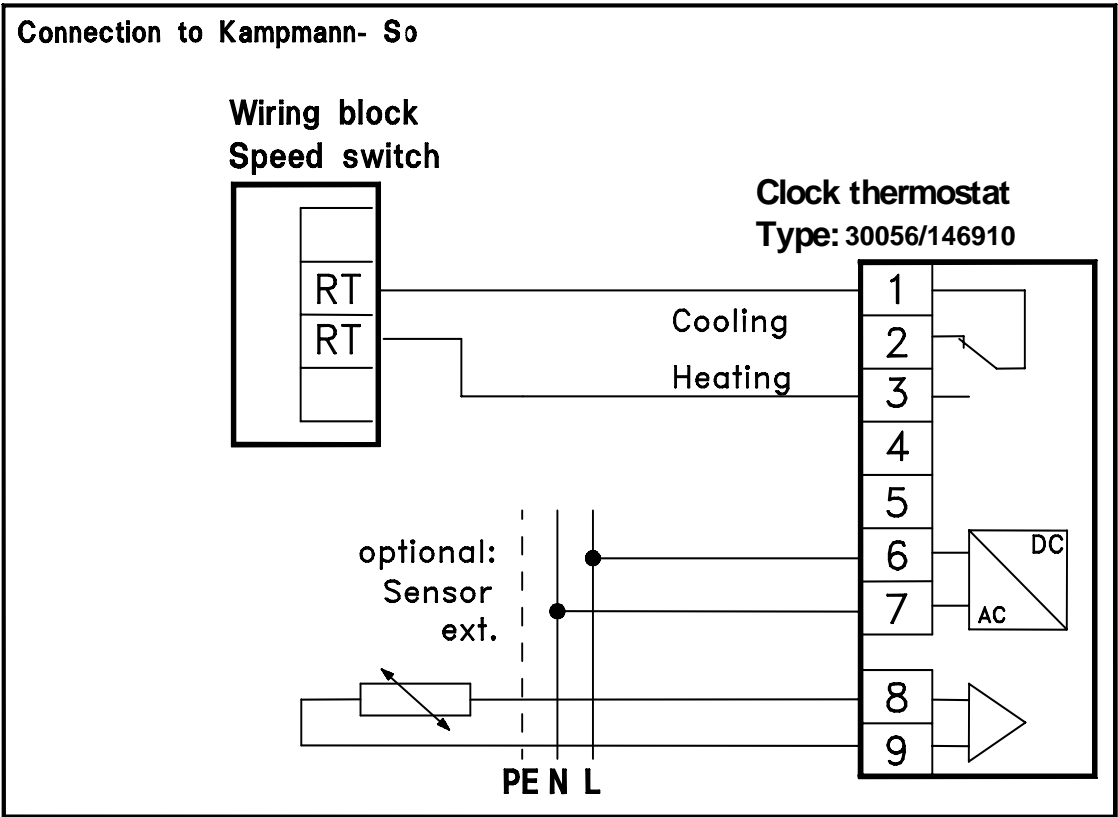 Connection to Kampmann- So
Wiring block
Speed switch
Clock thermostat
Type: 30056/146910
RT
RT
Cooling
Heating
1
2
3
4
5
6
7
8
9
DC
AC
optional:
Sensor
ext.
PE N L